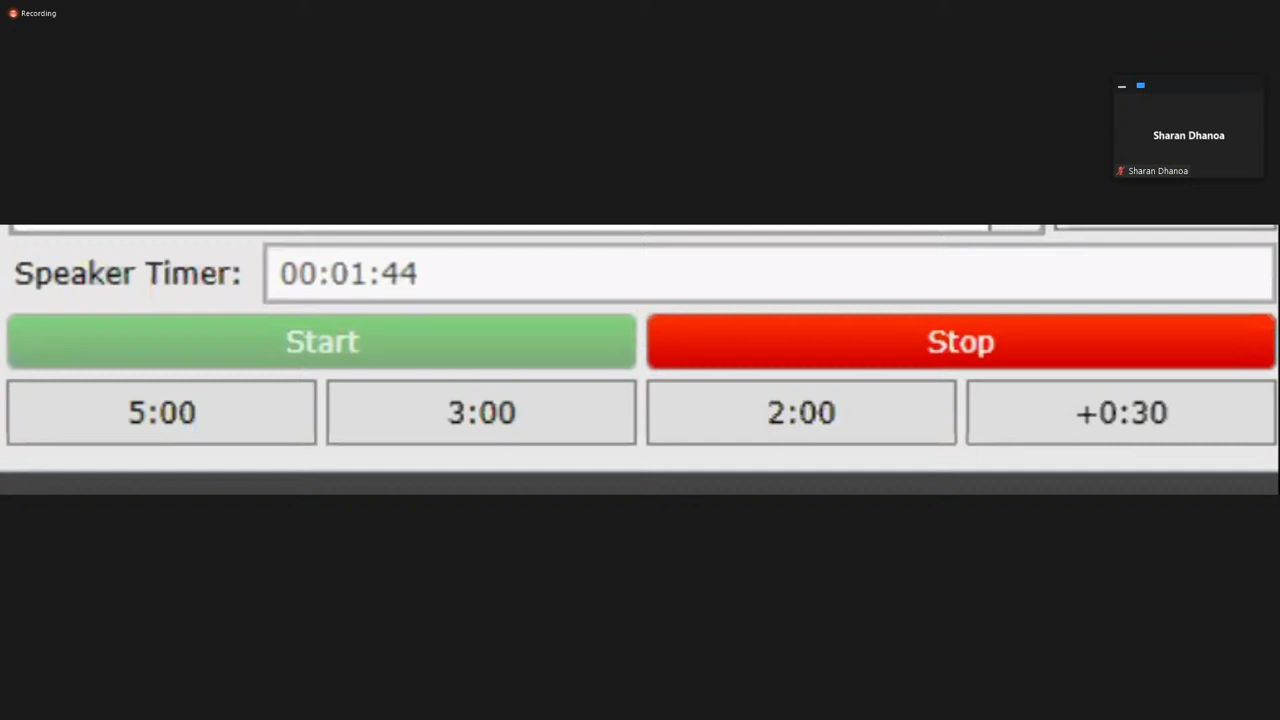 Recording
Sharan Dhanoa
Sharan Dhanoa
Speaker Timer: 00:01:44
Start Stop
5:00 3:00 2:00 +0:30